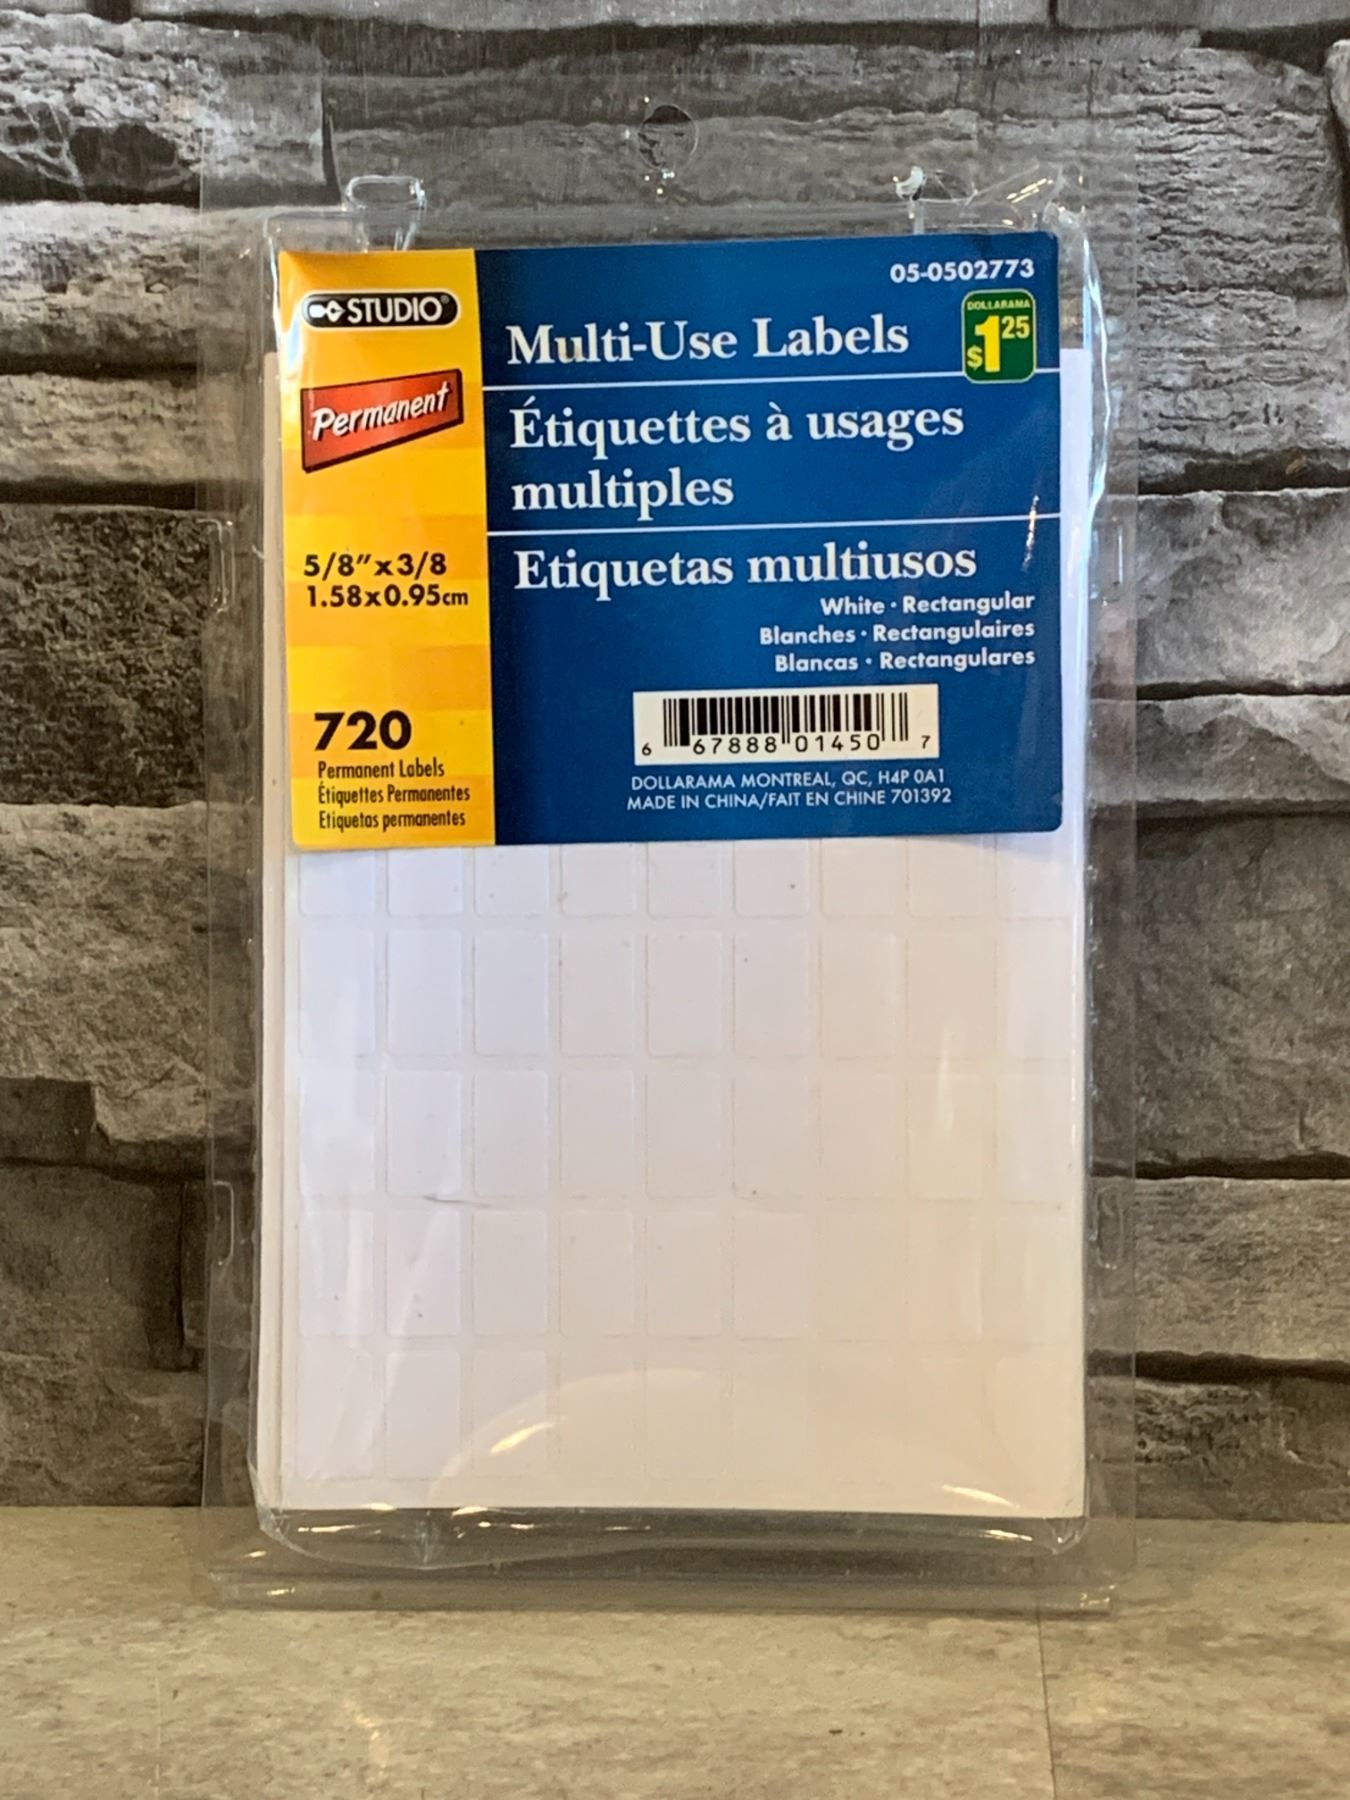 05-0502773
STUDIO®
DOLLARAMA
$1.25
Multi-Use Labels
Permanent
Étiquettes à usages
multiples
5/8"x3/8
1.58x0.95cm
Etiquetas multiusos
White • Rectangular
Blanches • Rectangulaires
Blancas • Rectangulares
720
Permanent Labels
Étiquettes Permanentes
Etiquetas permanentes
6 67888 01450 7
DOLLARAMA MONTREAL, QC, H4P 0A1
MADE IN CHINA/FAIT EN CHINE 701392